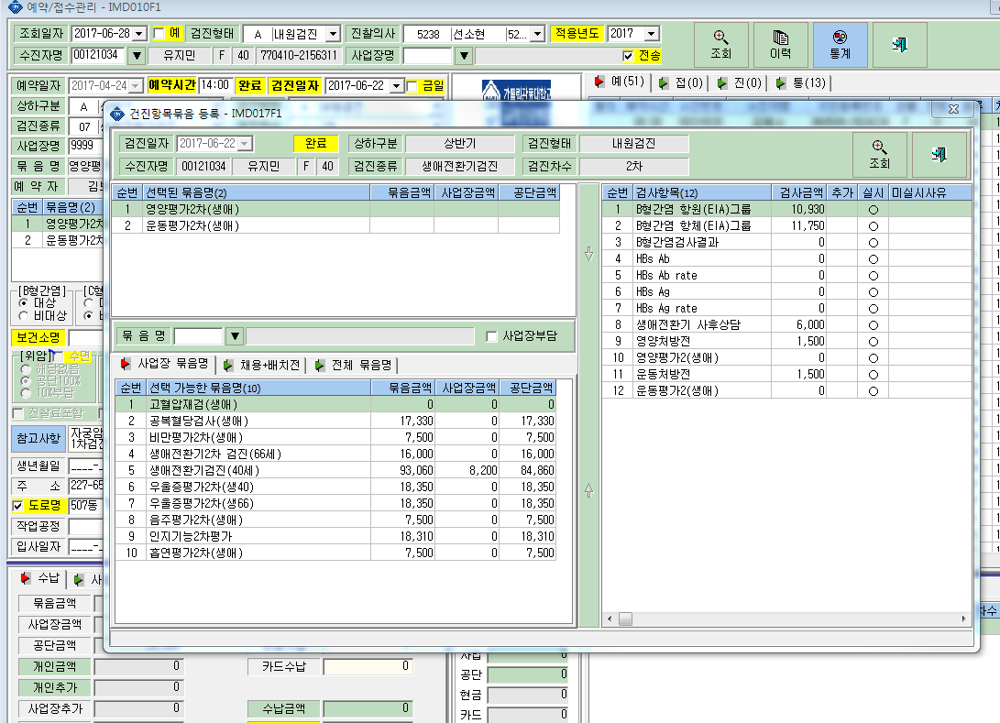 예약/접수관리 - IMD010F1
조회일자 2017-06-28 예 검진형태 A 내원검진 진찰의사 5238 선소현 52... 적용년도 2017
수진자명 00121034 유지민 F 40 770410-2156311 사업장명 전송
조회 이력 통계
예약일자 2017-04-24 예약시간 14:00 완료 검진일자 2017-06-22 금일
예(51) 접(0) 진(0) 통(13)
상하구분 A
검진종류 07
사업장명 9999
묶 음 명 영양평
예 약 자
순번 묶음명(2)
1 영양평가2차
2 운동평가2차
[B형간염] [C형
대상
비대상
보건소명
[위암] 수면
해당없음
공단100%
10%부담
진찰료포함
참고사항 자궁암
1차검진
생년월일 ____-_
주 소 227-65
도로명 507동
작업공정
입사일자 ____-_
건진항목묶음 등록 - IMD017F1
검진일자 2017-06-22 완료 상하구분 상반기 검진형태 내원검진
수진자명 00121034 유지민 F 40 검진종류 생애전환기검진 검진차수 2차
조회
순번 선택된 묶음명(2) 묶음금액 사업장금액 공단금액
1 영양평가2차(생애)
2 운동평가2차(생애)
묶 음 명 사업장부담
사업장 묶음명 채용+배치전 전체 묶음명
순번 선택 가능한 묶음명(10) 묶음금액 사업장금액 공단금액
1 고혈압재검(생애) 0 0 0
2 공복혈당검사(생애) 17,330 0 17,330
3 비만평가2차(생애) 7,500 0 7,500
4 생애전환기2차 검진(66세) 16,000 0 16,000
5 생애전환기검진(40세) 93,060 8,200 84,860
6 우울증평가2차(생40) 18,350 0 18,350
7 우울증평가2차(생66) 18,350 0 18,350
8 음주평가2차(생애) 7,500 0 7,500
9 인지기능2차평가 18,310 0 18,310
10 흡연평가2차(생애) 7,500 0 7,500
순번 검사항목(12) 검사금액 추가 실시 미실시사유
1 B형간염 항원(EIA)그룹 10,930 ○
2 B형간염 항체(EIA)그룹 11,750 ○
3 B형간염검사결과 0 ○
4 HBs Ab 0 ○
5 HBs Ab rate 0 ○
6 HBs Ag 0 ○
7 HBs Ag rate 0 ○
8 생애전환기 사후상담 6,000 ○
9 영양처방전 1,500 ○
10 영양평가2(생애) 0 ○
11 운동처방전 1,500 ○
12 운동평가2(생애) 0 ○
수납 사
묶음금액
사업장금액
공단금액
개인금액 0 카드수납 0
개인추가 0
사업장추가 0 수납금액 0
사업 0
공단 0
현금 0
카드 0
차수